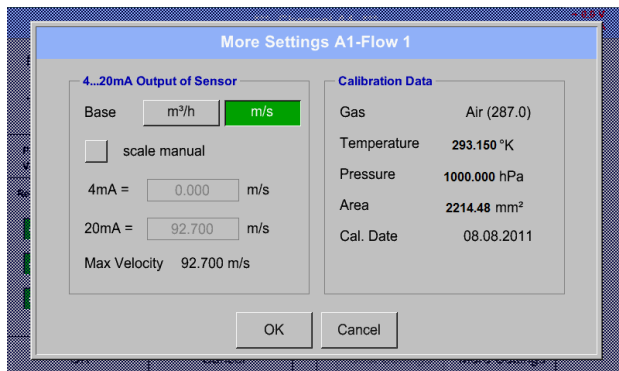 *** Channel A1 ***
More Settings A1-Flow 1
4...20mA Output of Sensor
Base m³/h m/s
scale manual
4mA = 0.000 m/s
20mA = 92.700 m/s
Max Velocity 92.700 m/s
Calibration Data
Gas Air (287.0)
Temperature 293.150 °K
Pressure 1000.000 hPa
Area 2214.48 mm²
Cal. Date 08.08.2011
OK Cancel